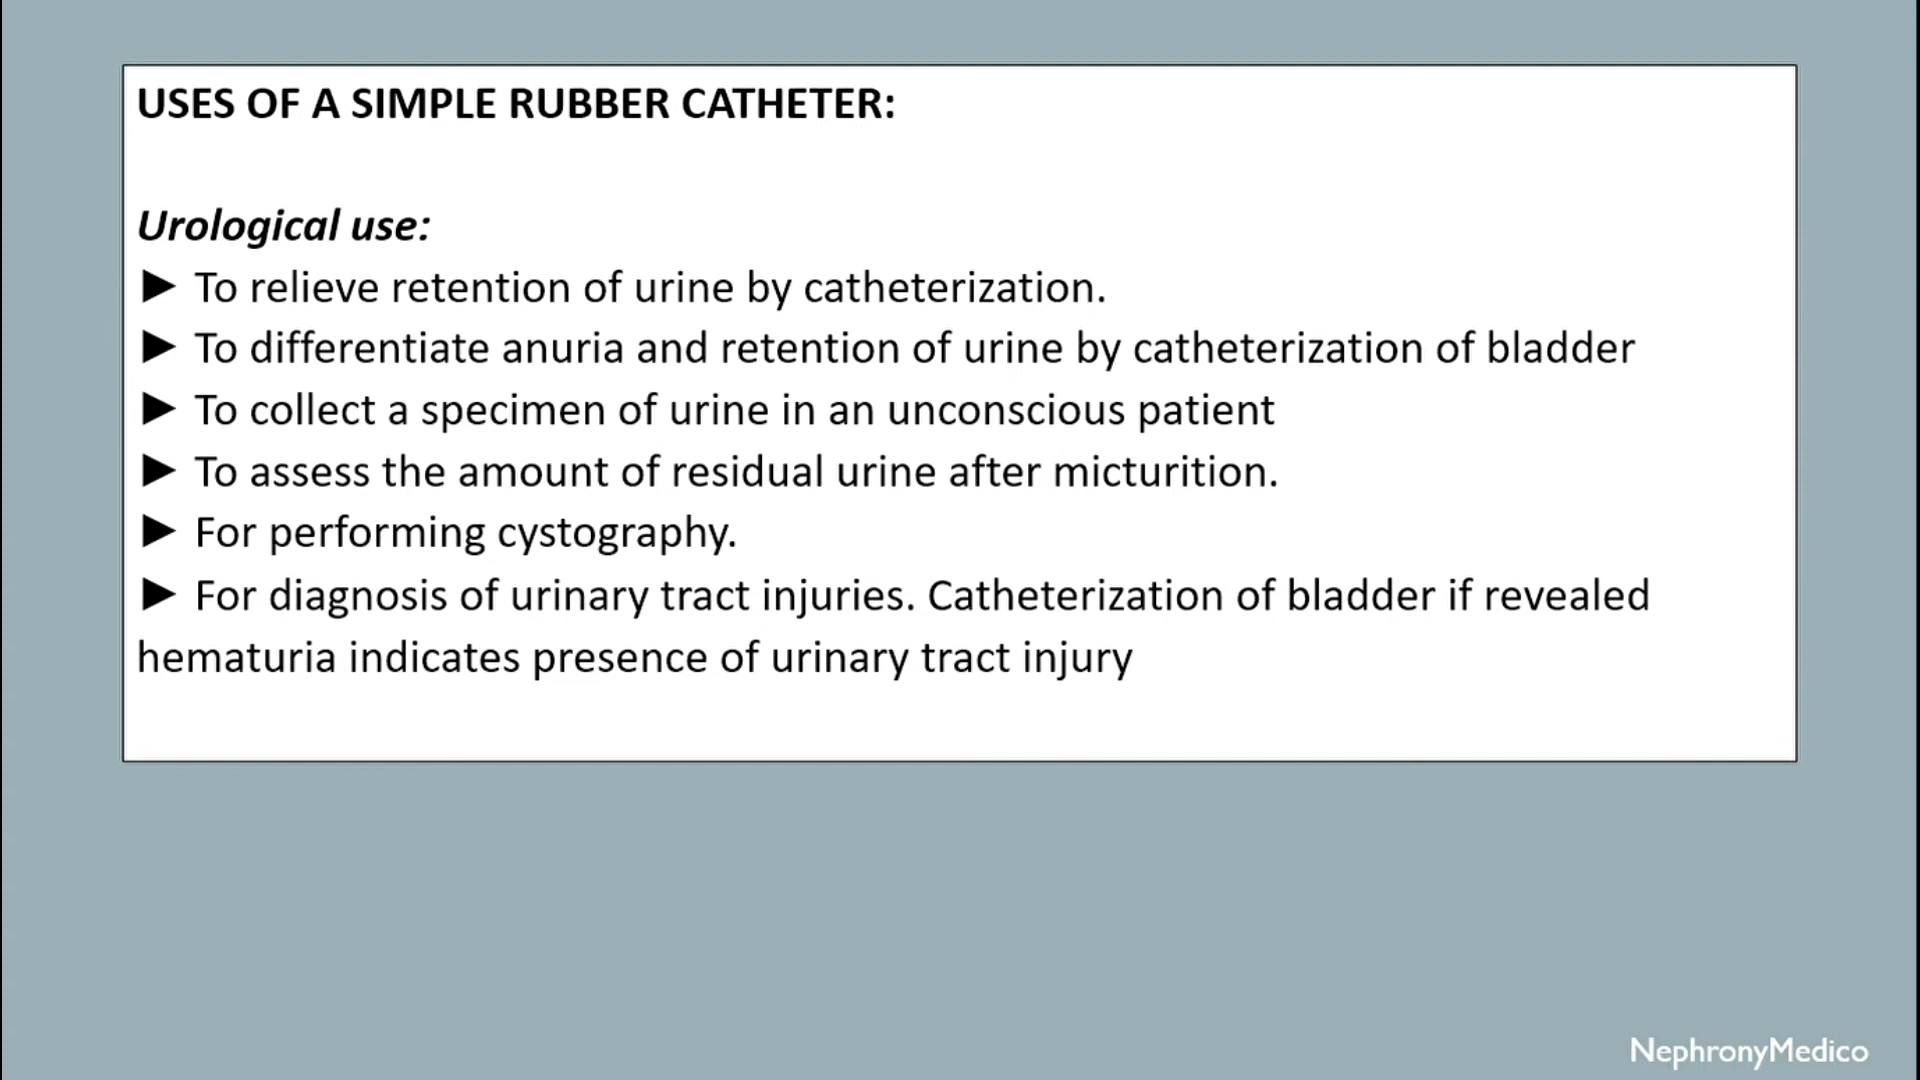 USES OF A SIMPLE RUBBER CATHETER:
Urological use:
► To relieve retention of urine by catheterization.
► To differentiate anuria and retention of urine by catheterization of bladder
► To collect a specimen of urine in an unconscious patient
► To assess the amount of residual urine after micturition.
► For performing cystography.
► For diagnosis of urinary tract injuries. Catheterization of bladder if revealed
hematuria indicates presence of urinary tract injury
NephronyMedico